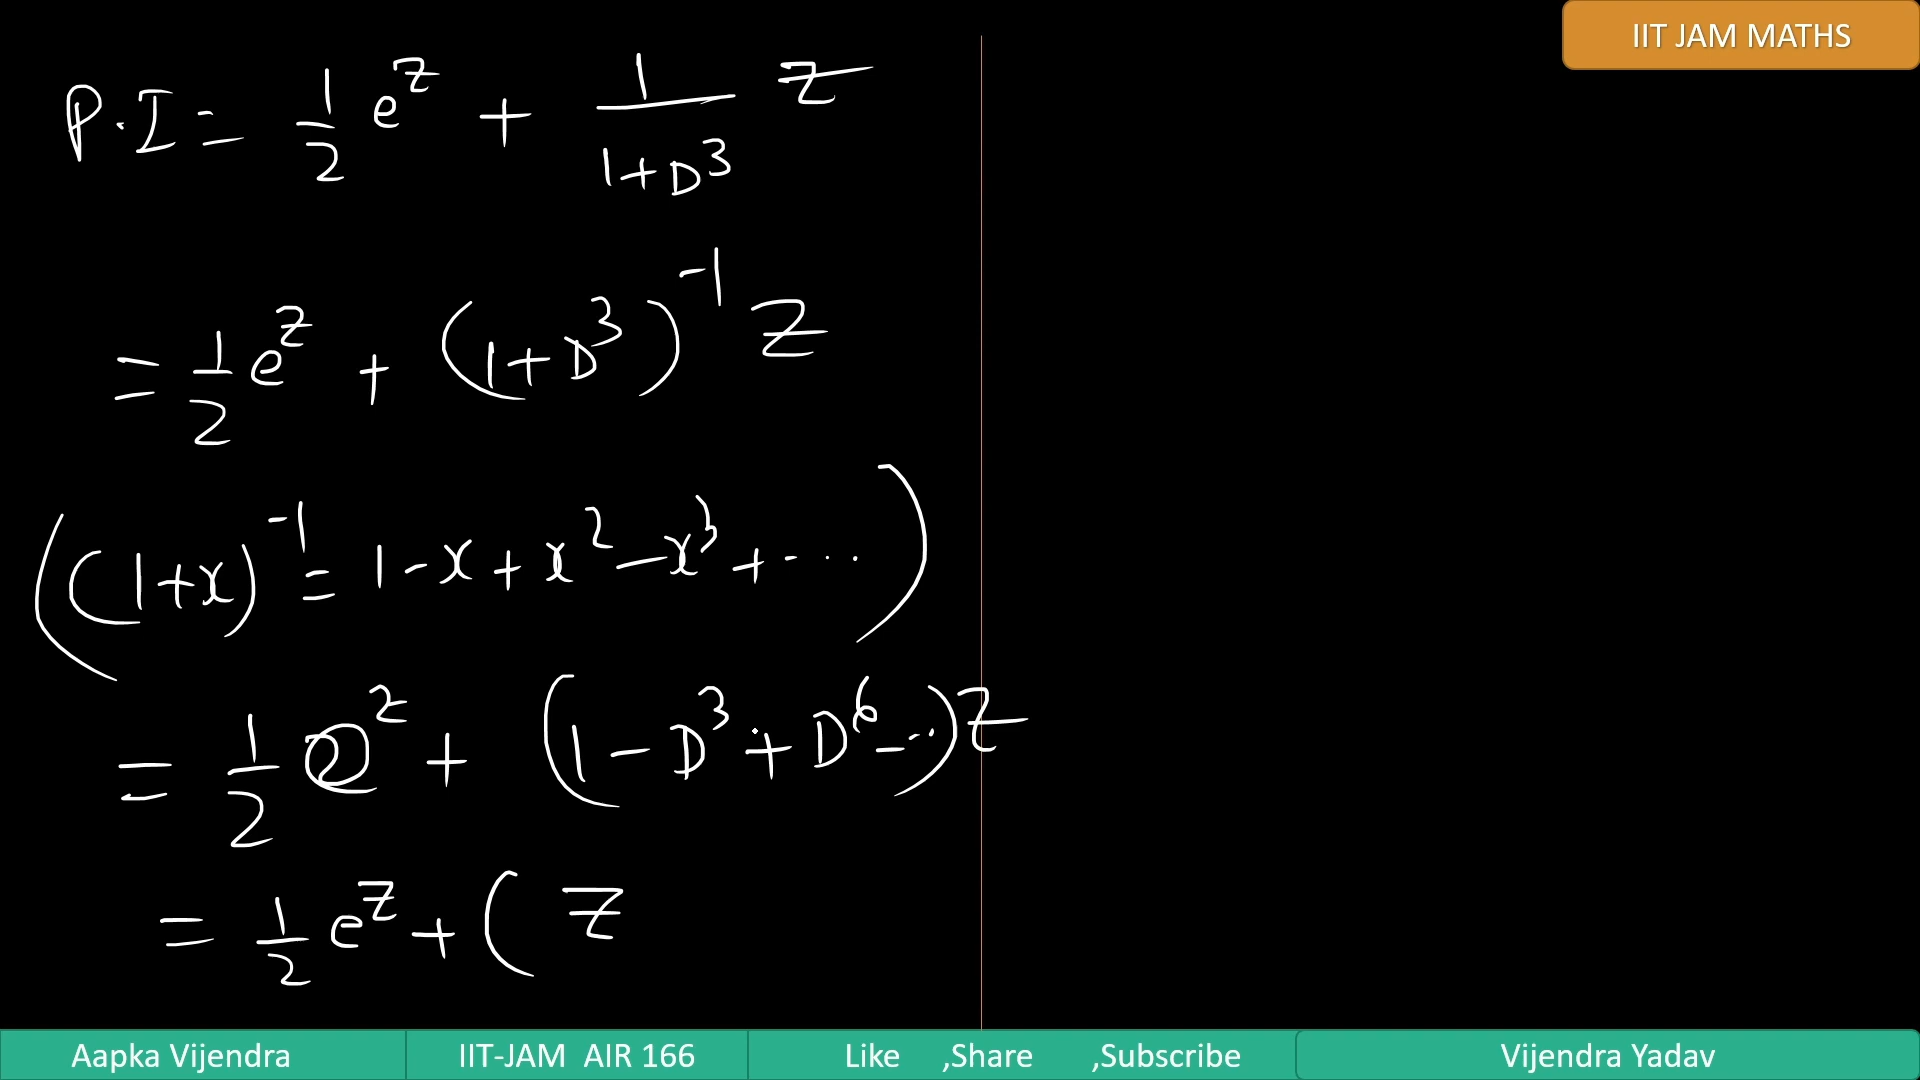 IIT JAM MATHS
P.I = 1/2 e^z + 1/(1+D^3) z
= 1/2 e^z + (1+D^3)^-1 z
((1+x)^-1 = 1-x+x^2-x^3+...)
= 1/2 e^z + (1-D^3+D^6-...)z
= 1/2 e^z + ( z
Aapka Vijendra
IIT-JAM AIR 166
Like ,Share ,Subscribe
Vijendra Yadav